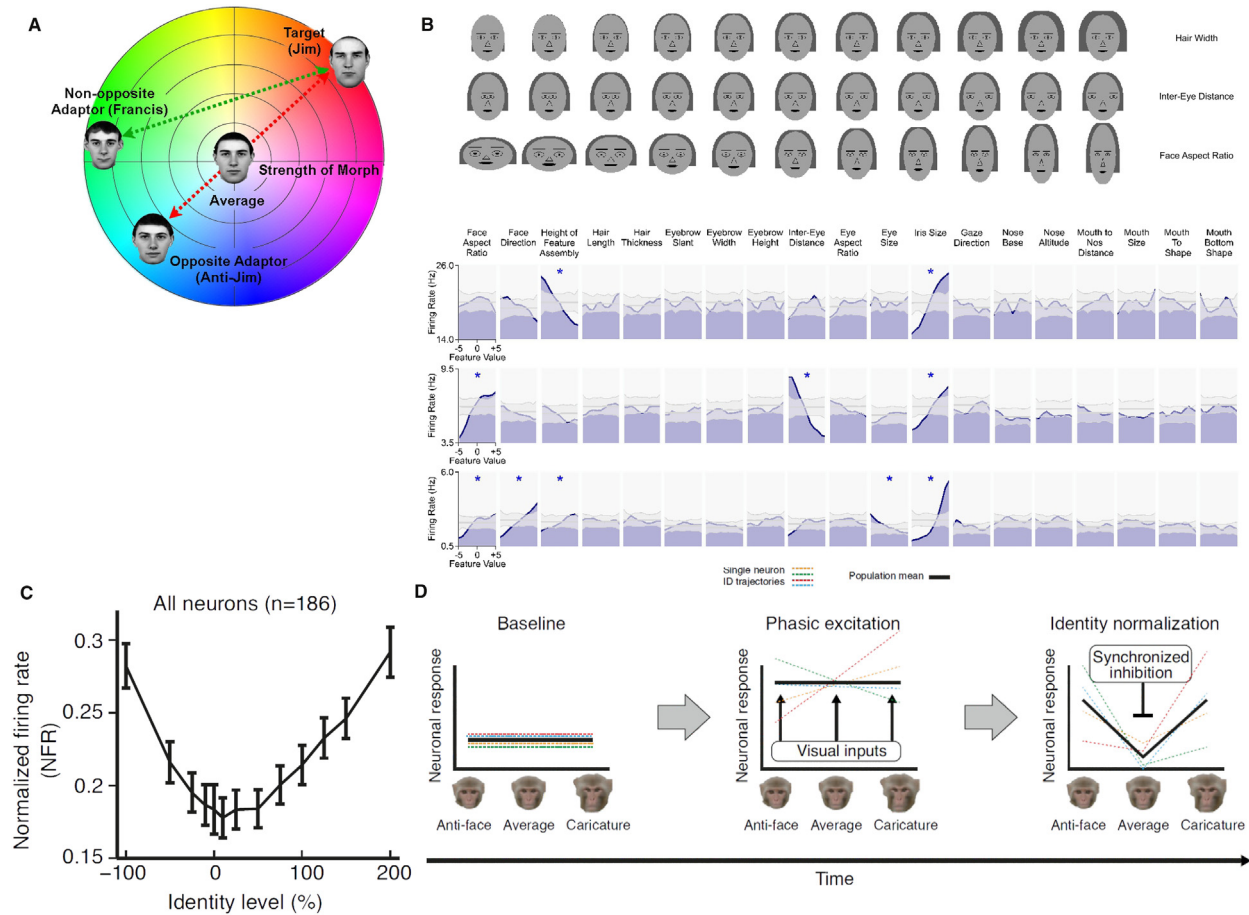 A
Target
(Jim)
Non-opposite
Adaptor (Francis)
Strength of Morph
Average
Opposite Adaptor
(Anti-Jim)
B
Hair Width
Inter-Eye Distance
Face Aspect Ratio
Face Aspect Ratio
Face Direction
Height of Feature Assembly
Hair Length
Hair Thickness
Eyebrow Slant
Eyebrow Width
Eyebrow Height
Inter-Eye Distance
Eye Aspect Ratio
Eye Size
Iris Size
Gaze Direction
Nose Base
Nose Altitude
Mouth to Nos Distance
Mouth Size
Mouth To Shape
Mouth Bottom Shape
26.0
Firing Rate (Hz)
14.0
-5 0 +5
Feature Value
* *
9.5
Firing Rate (Hz)
3.5
-5 0 +5
Feature Value
* * *
6.0
Firing Rate (Hz)
0.5
-5 0 +5
Feature Value
* * * * *
C
All neurons (n=186)
Normalized firing rate
(NFR)
0.3
0.25
0.2
0.15
−100 0 100 200
Identity level (%)
D
Single neuron
ID trajectories
Population mean
Baseline
Neuronal response
Anti-face Average Caricature
Phasic excitation
Neuronal response
Visual inputs
Anti-face Average Caricature
Identity normalization
Neuronal response
Synchronized
inhibition
Anti-face Average Caricature
Time